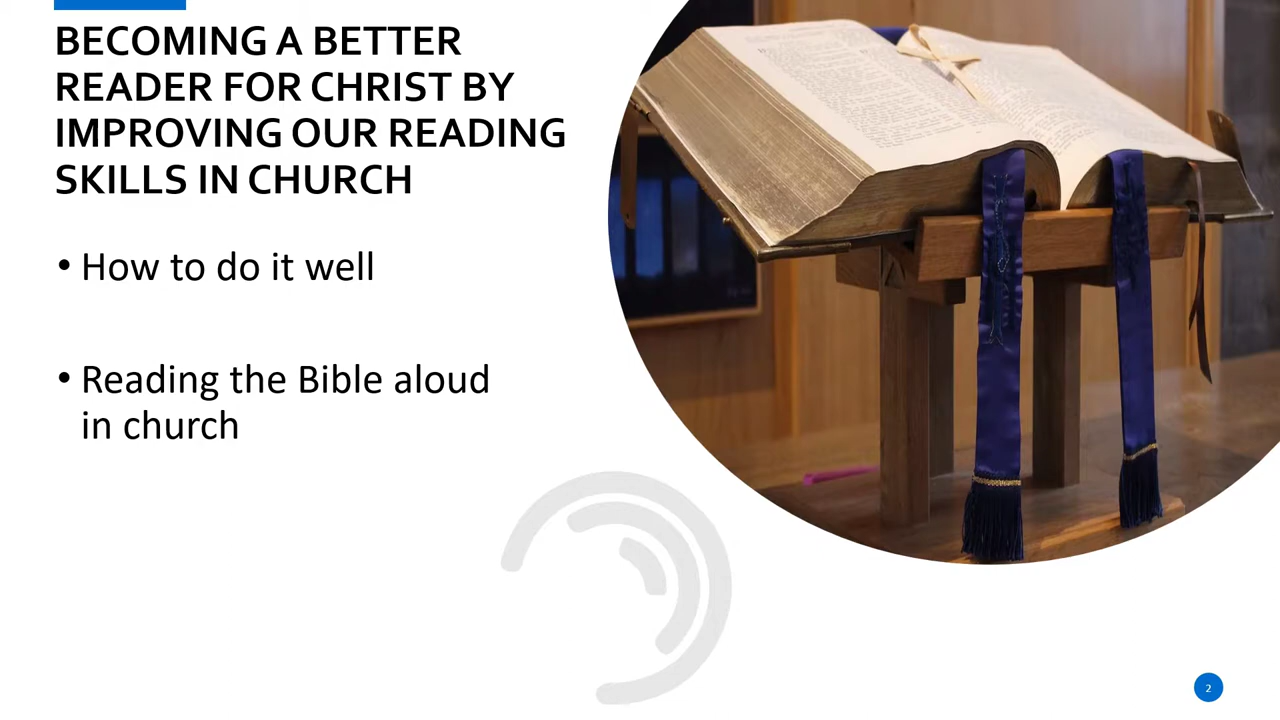 BECOMING A BETTER
READER FOR CHRIST BY
IMPROVING OUR READING
SKILLS IN CHURCH
• How to do it well
• Reading the Bible aloud
in church
2